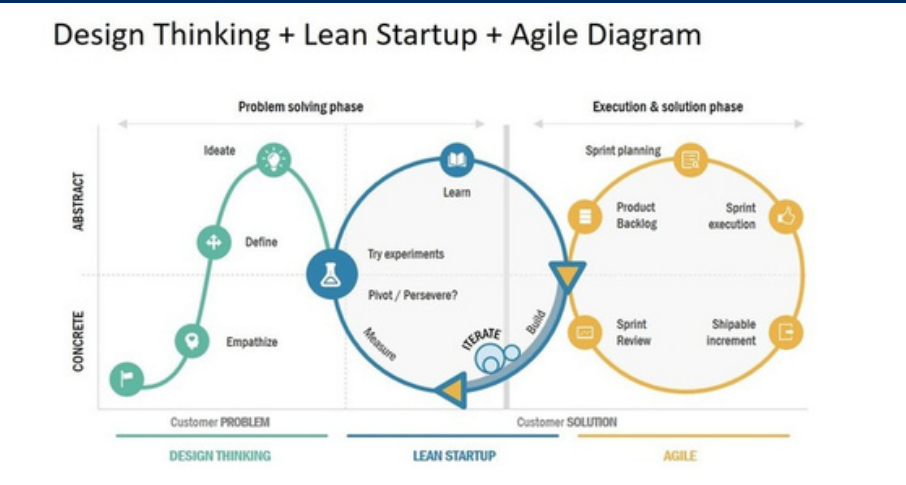 Design Thinking + Lean Startup + Agile Diagram
Problem solving phase
Execution & solution phase
ABSTRACT
CONCRETE
Ideate
Define
Empathize
Learn
Try experiments
Pivot / Persevere?
Measure
ITERATE
Build
Sprint planning
Product
Backlog
Sprint
execution
Sprint
Review
Shipable
increment
Customer PROBLEM
Customer SOLUTION
DESIGN THINKING
LEAN STARTUP
AGILE